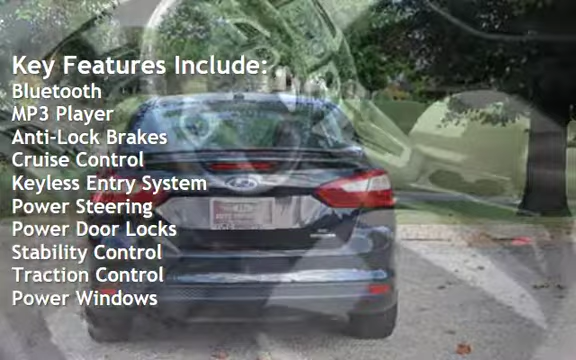 Key Features Include:
Bluetooth
MP3 Player
Anti-Lock Brakes
Cruise Control
Keyless Entry System
Power Steering
Power Door Locks
Stability Control
Traction Control
Power Windows
Ford